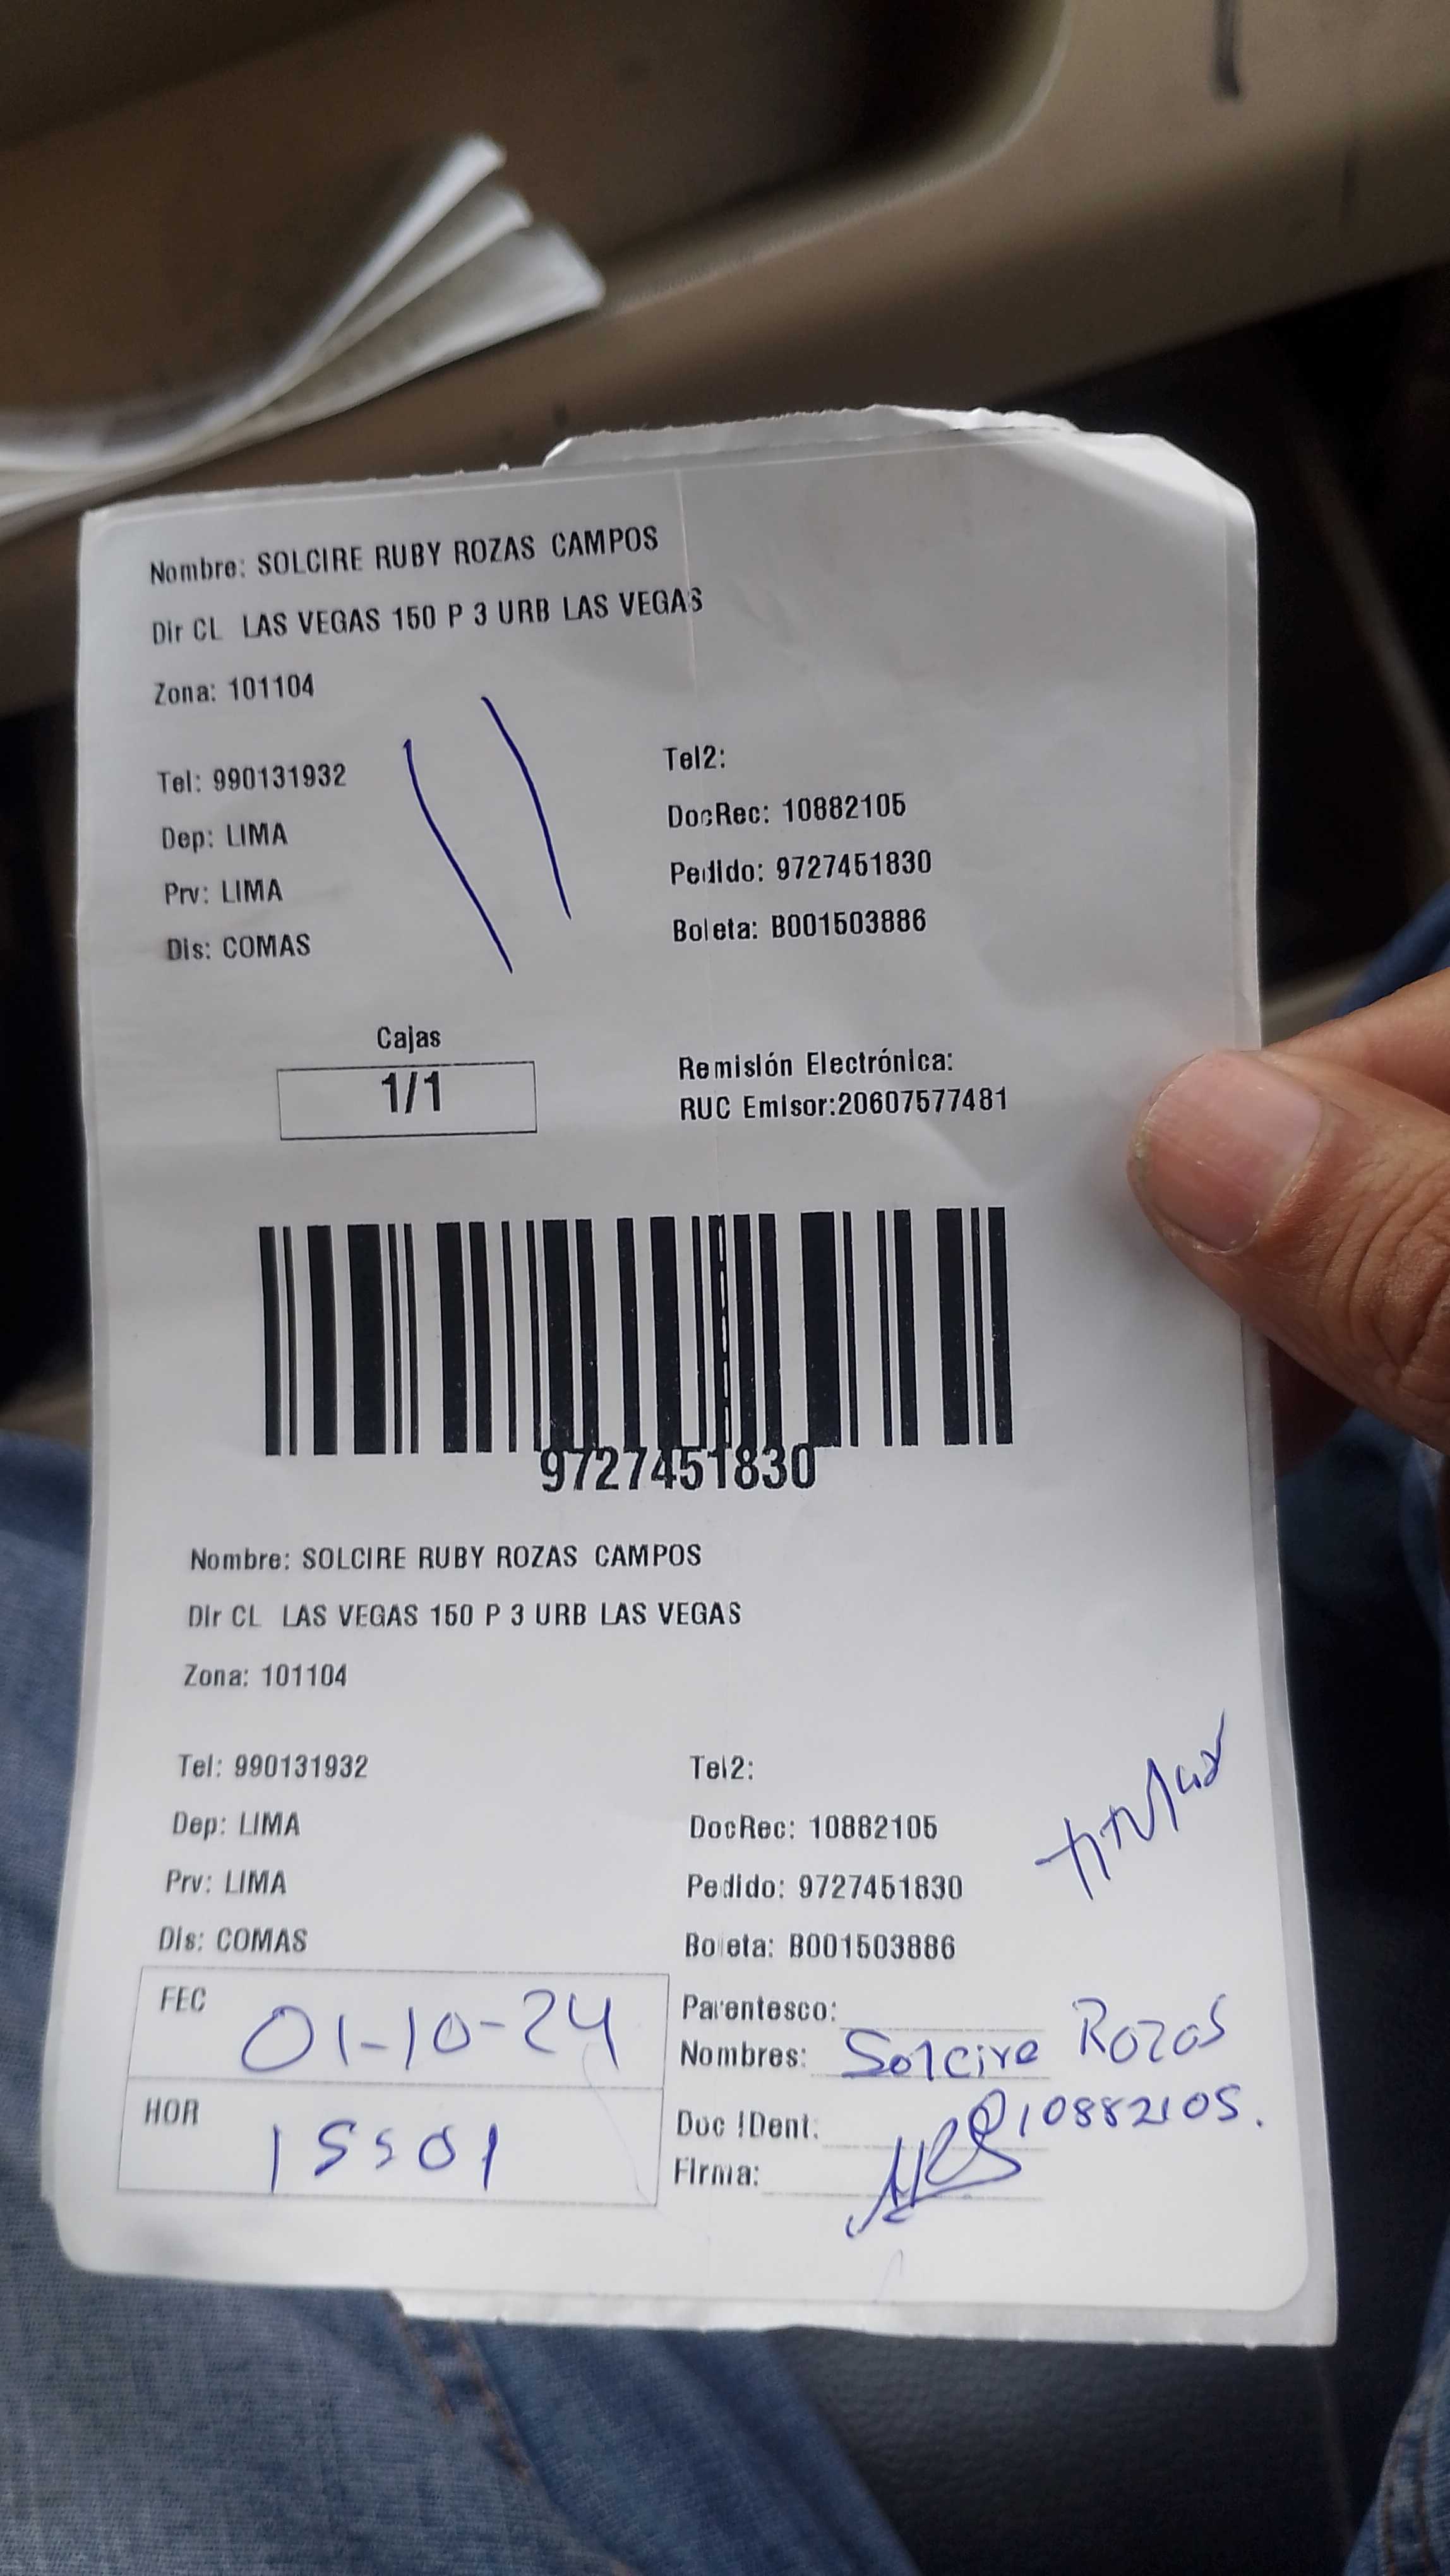 Nombre: SOLCIRE RUBY ROZAS CAMPOS
Dir CL LAS VEGAS 150 P 3 URB LAS VEGAS
Zona: 101104
Tel: 990131932
Dep: LIMA
Prv: LIMA
Dis: COMAS
Tel2:
DocRec: 10882105
Pedido: 9727451830
Boleta: B001503886
Cajas
1/1
Remisión Electrónica:
RUC Emisor:20607577481
9727451830
Nombre: SOLCIRE RUBY ROZAS CAMPOS
Dir CL LAS VEGAS 150 P 3 URB LAS VEGAS
Zona: 101104
Tel: 990131932
Dep: LIMA
Prv: LIMA
Dis: COMAS
Tel2:
DocRec: 10882105
Pedido: 9727451830
Boleta: B001503886
titular
FEC 01-10-24
HOR 15501
Parentesco:
Nombres: Solcire Rozas
Doc IDent: 10882105.
Firma: